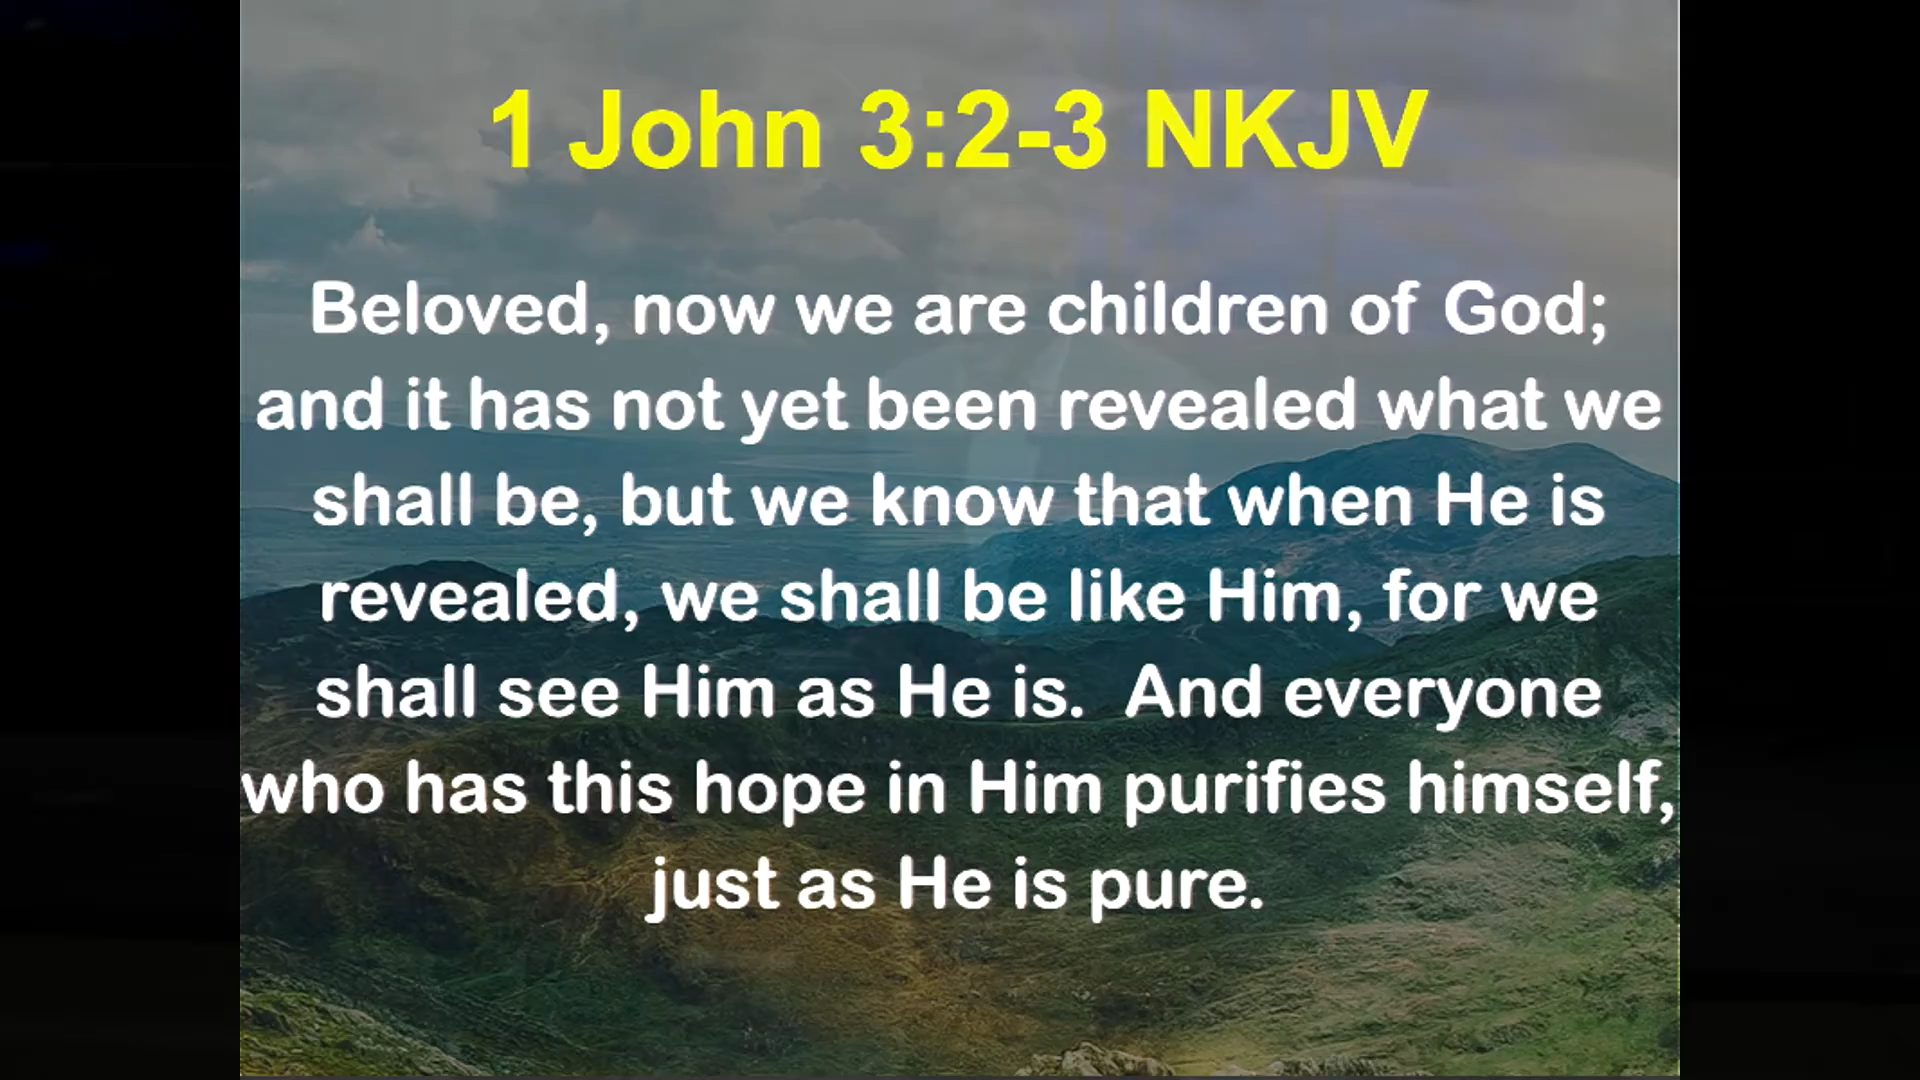 1 John 3:2-3 NKJV
Beloved, now we are children of God;
and it has not yet been revealed what we
shall be, but we know that when He is
revealed, we shall be like Him, for we
shall see Him as He is.  And everyone
who has this hope in Him purifies himself,
just as He is pure.